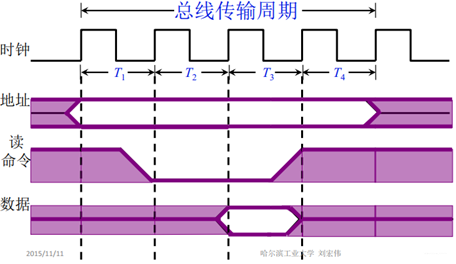 总线传输周期
时钟
T1 T2 T3 T4
地址
读
命令
数据
2015/11/11
哈尔滨工业大学 刘宏伟